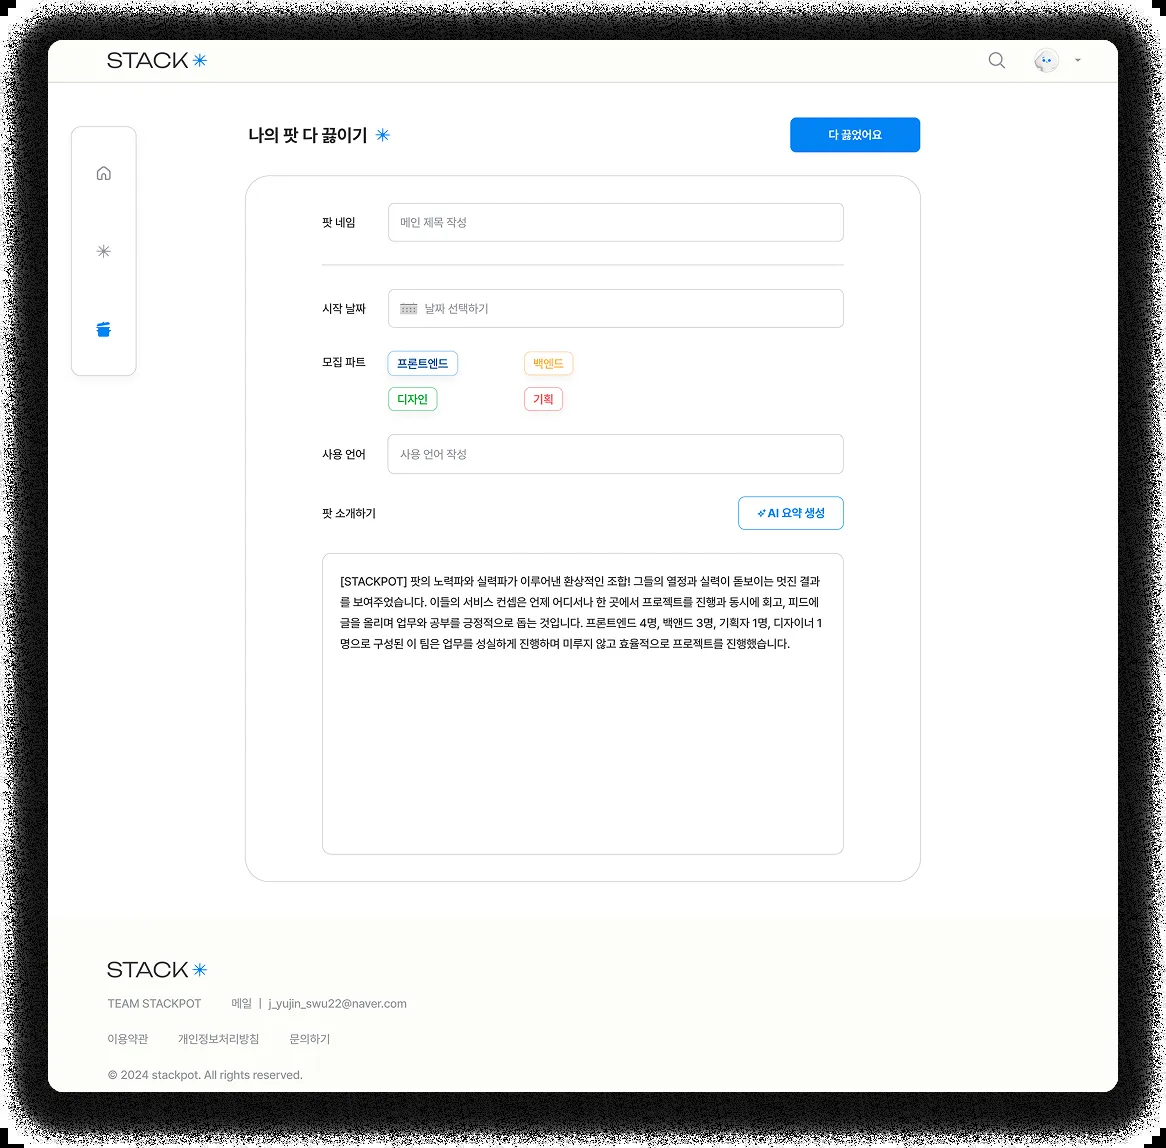 STACK
나의 팟 다 끓이기
다 끓었어요
팟 네임
메인 제목 작성
시작 날짜
날짜 선택하기
모집 파트
프론트엔드
백엔드
디자인
기획
사용 언어
사용 언어 작성
팟 소개하기
AI 요약 생성
[STACKPOT] 팟의 노력파와 실력파가 이루어낸 환상적인 조합! 그들의 열정과 실력이 돋보이는 멋진 결과
를 보여주었습니다. 이들의 서비스 컨셉은 언제 어디서나 한 곳에서 프로젝트를 진행과 동시에 회고, 피드에
글을 올리며 업무와 공부를 긍정적으로 돕는 것입니다. 프론트엔드 4명, 백앤드 3명, 기획자 1명, 디자이너 1
명으로 구성된 이 팀은 업무를 성실하게 진행하며 미루지 않고 효율적으로 프로젝트를 진행했습니다.
STACK
TEAM STACKPOT 메일 | j_yujin_swu22@naver.com
이용약관 개인정보처리방침 문의하기
© 2024 stackpot. All rights reserved.